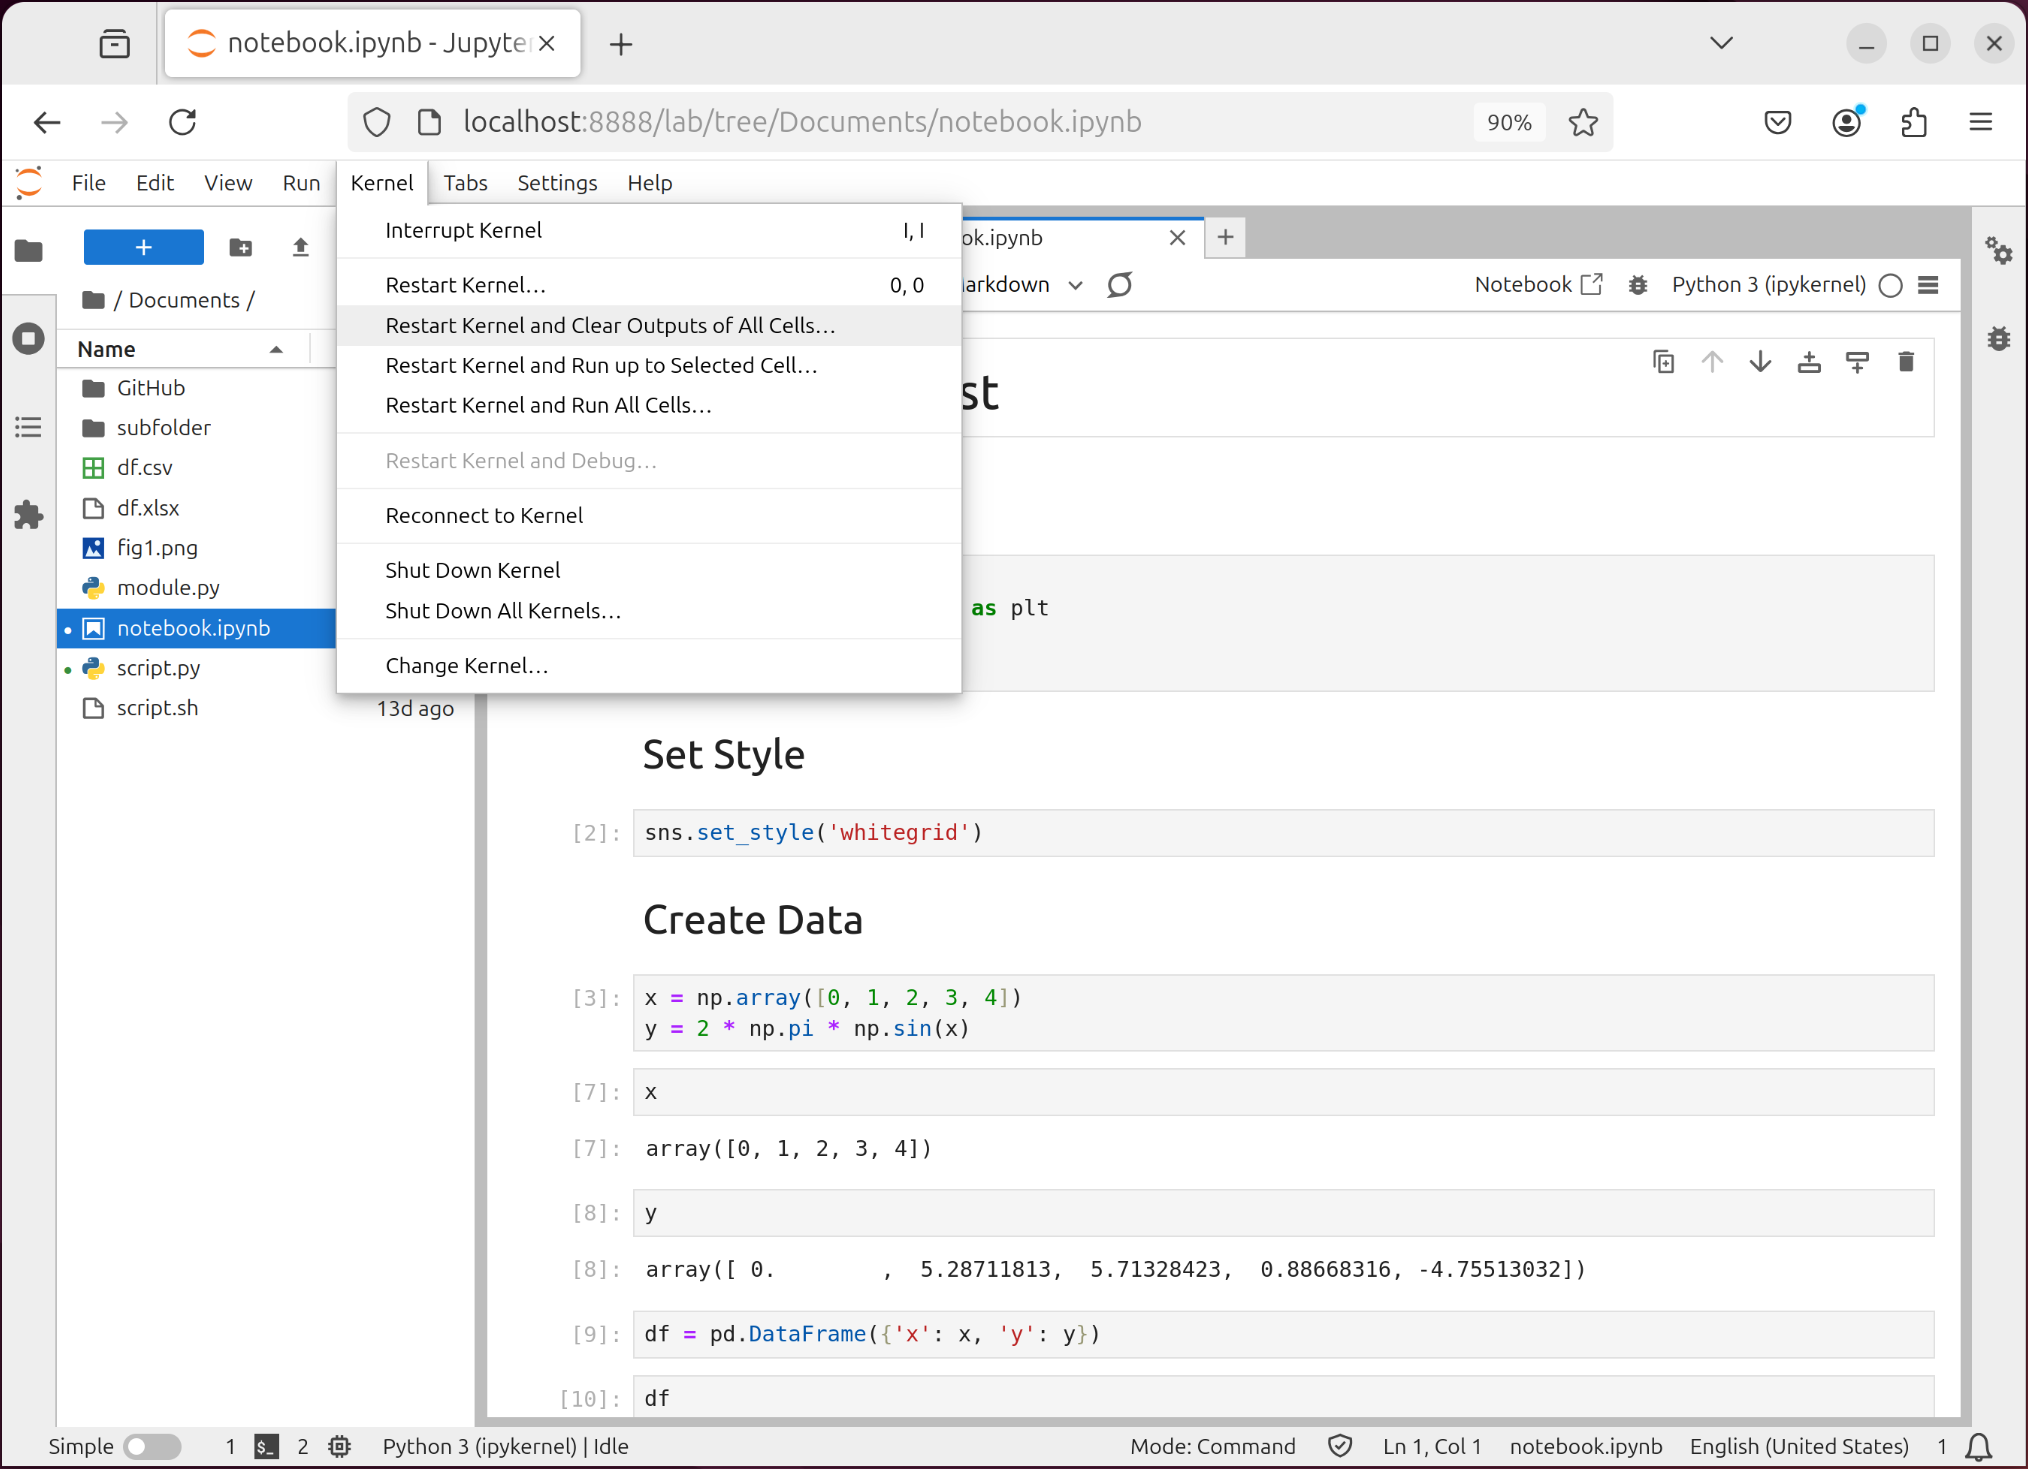 notebook.ipynb - Jupyter
localhost:8888/lab/tree/Documents/notebook.ipynb
90%
File Edit View Run Kernel Tabs Settings Help
Interrupt Kernel I, I
Restart Kernel… 0, 0
Restart Kernel and Clear Outputs of All Cells…
Restart Kernel and Run up to Selected Cell…
Restart Kernel and Run All Cells…
Restart Kernel and Debug…
Reconnect to Kernel
Shut Down Kernel
Shut Down All Kernels…
Change Kernel…
/ Documents /
Name
GitHub
subfolder
df.csv
df.xlsx
fig1.png
module.py
notebook.ipynb
script.py
script.sh 13d ago
ok.ipynb
arkdown
Notebook
Python 3 (ipykernel)
st
as plt
Set Style
[2]: sns.set_style('whitegrid')
Create Data
[3]: x = np.array([0, 1, 2, 3, 4])
y = 2 * np.pi * np.sin(x)
[7]: x
[7]: array([0, 1, 2, 3, 4])
[8]: y
[8]: array([ 0.        ,  5.28711813,  5.71328423,  0.88668316, -4.75513032])
[9]: df = pd.DataFrame({'x': x, 'y': y})
[10]: df
Simple 1 $_ 2 Python 3 (ipykernel) | Idle Mode: Command Ln 1, Col 1 notebook.ipynb English (United States) 1